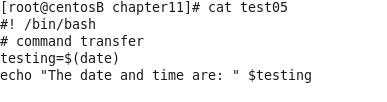 [root@centosB chapter11]# cat test05
#! /bin/bash
# command transfer
testing=$(date)
echo "The date and time are: " $testing